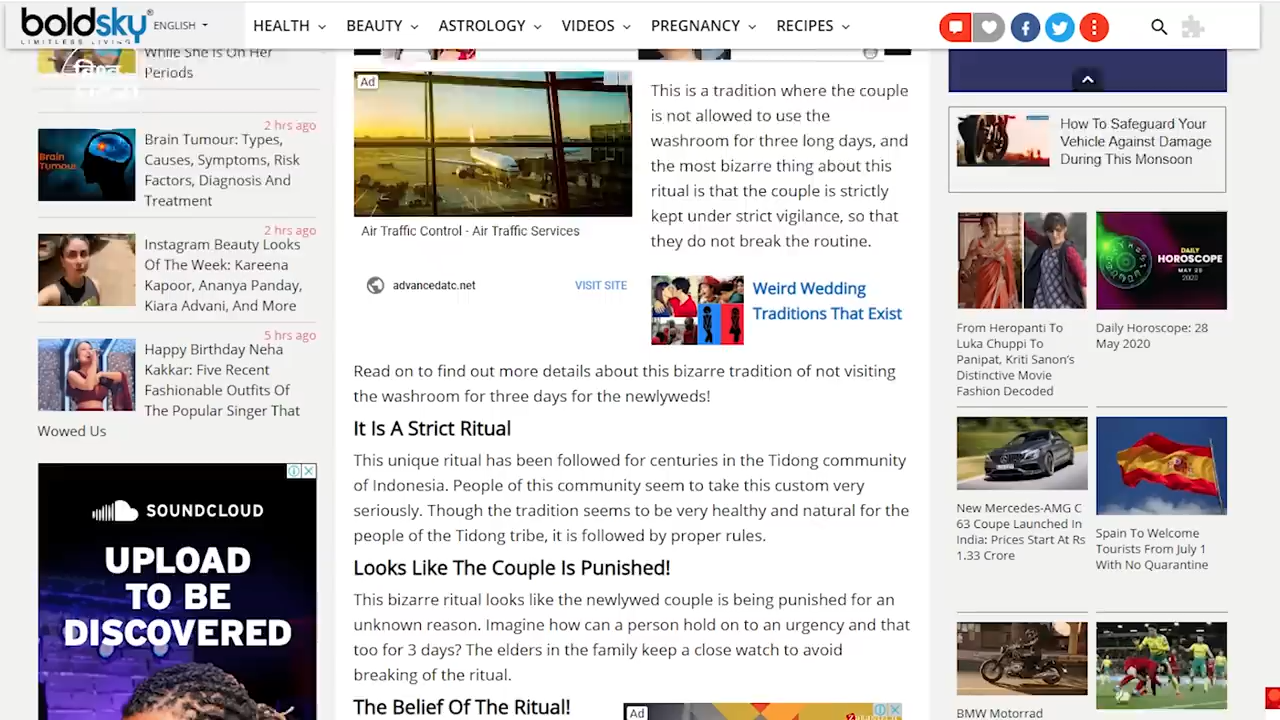 boldsky
LIMITLESS LIVING
ENGLISH
HEALTH
BEAUTY
ASTROLOGY
VIDEOS
PREGNANCY
RECIPES
While She Is On Her
Periods
2 hrs ago
Brain Tumour: Types,
Causes, Symptoms, Risk
Factors, Diagnosis And
Treatment
Brain
Tumour
2 hrs ago
Instagram Beauty Looks
Of The Week: Kareena
Kapoor, Ananya Panday,
Kiara Advani, And More
5 hrs ago
Happy Birthday Neha
Kakkar: Five Recent
Fashionable Outfits Of
The Popular Singer That
Wowed Us
SOUNDCLOUD
UPLOAD
TO BE
DISCOVERED
Ad
Air Traffic Control - Air Traffic Services
advancedatc.net
VISIT SITE
This is a tradition where the couple
is not allowed to use the
washroom for three long days, and
the most bizarre thing about this
ritual is that the couple is strictly
kept under strict vigilance, so that
they do not break the routine.
Weird Wedding
Traditions That Exist
Read on to find out more details about this bizarre tradition of not visiting
the washroom for three days for the newlyweds!
It Is A Strict Ritual
This unique ritual has been followed for centuries in the Tidong community
of Indonesia. People of this community seem to take this custom very
seriously. Though the tradition seems to be very healthy and natural for the
people of the Tidong tribe, it is followed by proper rules.
Looks Like The Couple Is Punished!
This bizarre ritual looks like the newlywed couple is being punished for an
unknown reason. Imagine how can a person hold on to an urgency and that
too for 3 days? The elders in the family keep a close watch to avoid
breaking of the ritual.
The Belief Of The Ritual!
Ad
How To Safeguard Your
Vehicle Against Damage
During This Monsoon
From Heropanti To
Luka Chuppi To
Panipat, Kriti Sanon's
Distinctive Movie
Fashion Decoded
DAILY
HOROSCOPE
MAY 28
2020
Daily Horoscope: 28
May 2020
New Mercedes-AMG C
63 Coupe Launched In
India: Prices Start At Rs
1.33 Crore
Spain To Welcome
Tourists From July 1
With No Quarantine
BMW Motorrad